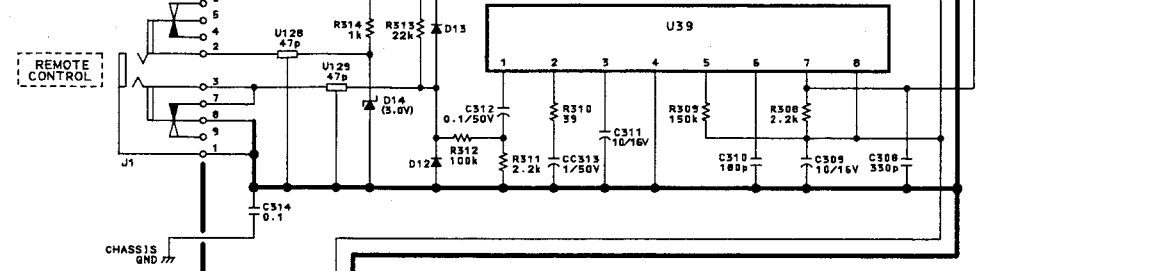 5
4
2
3
7
8
9
1
J1
REMOTE
CONTROL
U128
47p
U129
47p
R314
1k
R313
22k
D13
D14
(3.0V)
D12
R312
100k
C312
0.1/50V
R311
2.2k
U39
1 2 3 4 5 6 7 8
R310
39
CC313
1/50V
C311
10/16V
R309
150k
C310
180p
R308
2.2k
C309
10/16V
C308
330p
C314
0.1
CHASSIS
GND